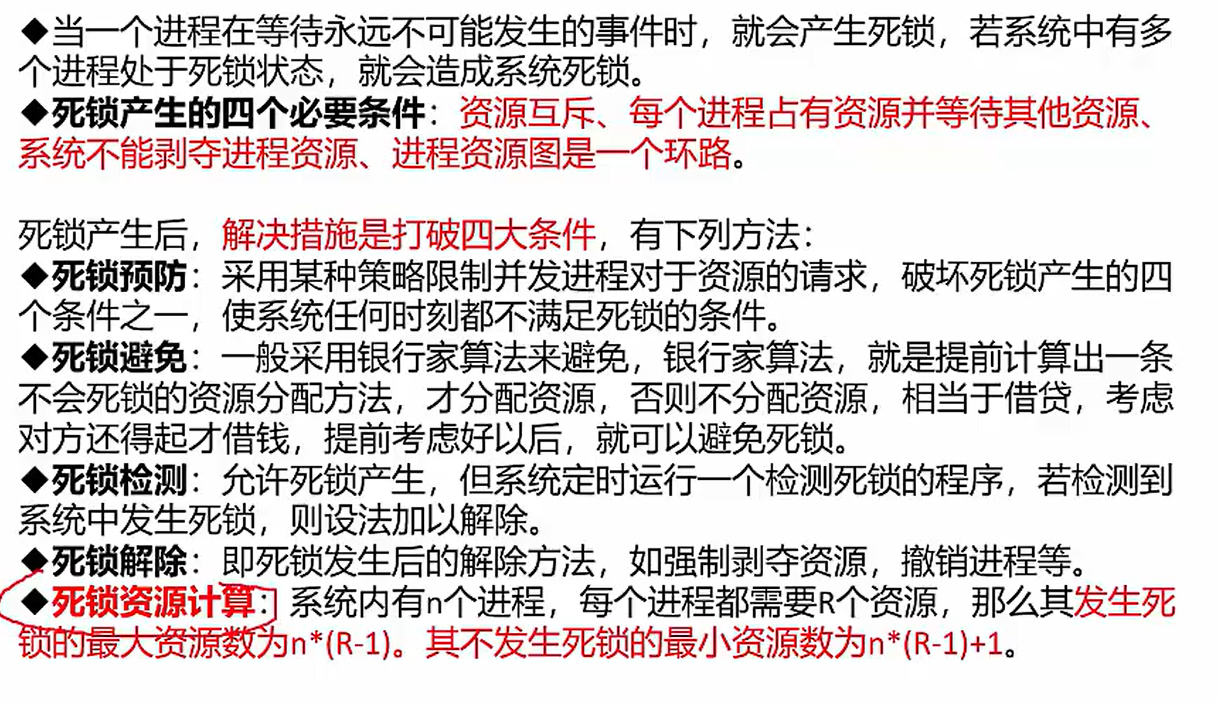 ◆当一个进程在等待永远不可能发生的事件时，就会产生死锁，若系统中有多
个进程处于死锁状态，就会造成系统死锁。
◆死锁产生的四个必要条件：资源互斥、每个进程占有资源并等待其他资源、
系统不能剥夺进程资源、进程资源图是一个环路。
死锁产生后，解决措施是打破四大条件，有下列方法：
◆死锁预防：采用某种策略限制并发进程对于资源的请求，破坏死锁产生的四
个条件之一，使系统任何时刻都不满足死锁的条件。
◆死锁避免：一般采用银行家算法来避免，银行家算法，就是提前计算出一条
不会死锁的资源分配方法，才分配资源，否则不分配资源，相当于借贷，考虑
对方还得起才借钱，提前考虑好以后，就可以避免死锁。
◆死锁检测：允许死锁产生，但系统定时运行一个检测死锁的程序，若检测到
系统中发生死锁，则设法加以解除。
◆死锁解除：即死锁发生后的解除方法，如强制剥夺资源，撤销进程等。
◆死锁资源计算：系统内有n个进程，每个进程都需要R个资源，那么其发生死
锁的最大资源数为n*(R-1)。其不发生死锁的最小资源数为n*(R-1)+1。